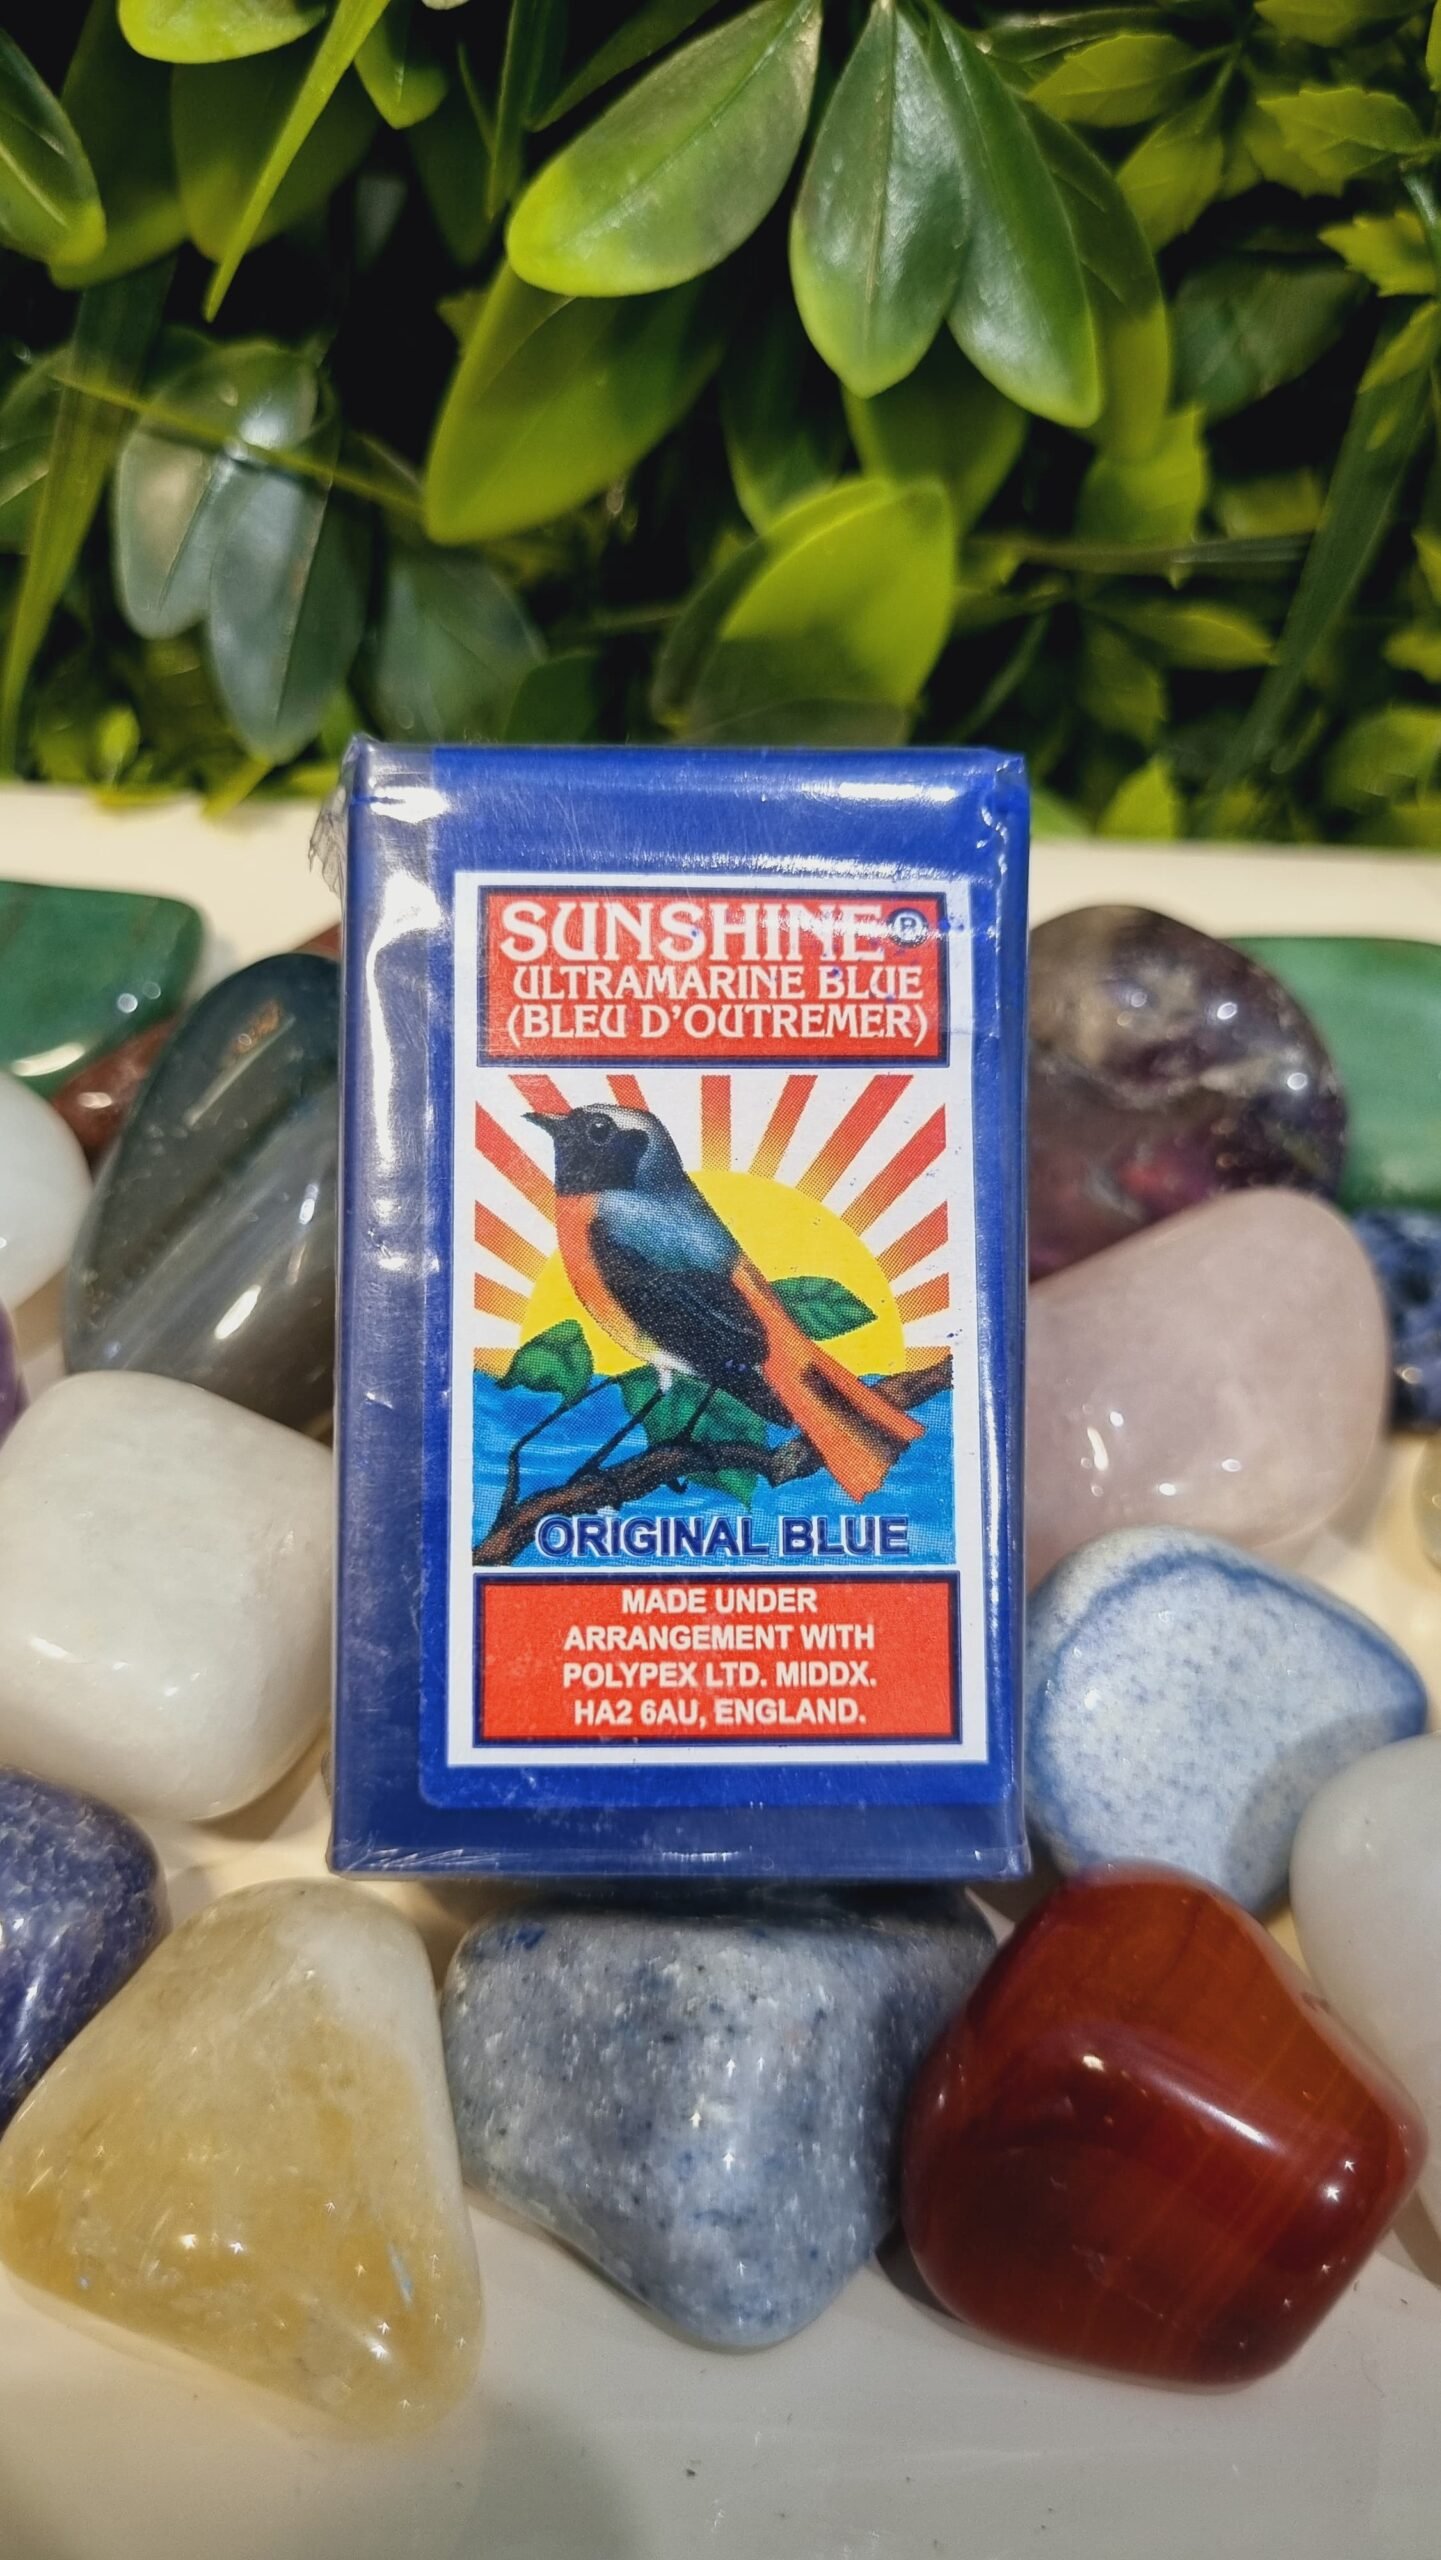 SUNSHINE®
ULTRAMARINE BLUE
(BLEU D'OUTREMER)
ORIGINAL BLUE
MADE UNDER
ARRANGEMENT WITH
POLYPEX LTD. MIDDX.
HA2 6AU, ENGLAND.